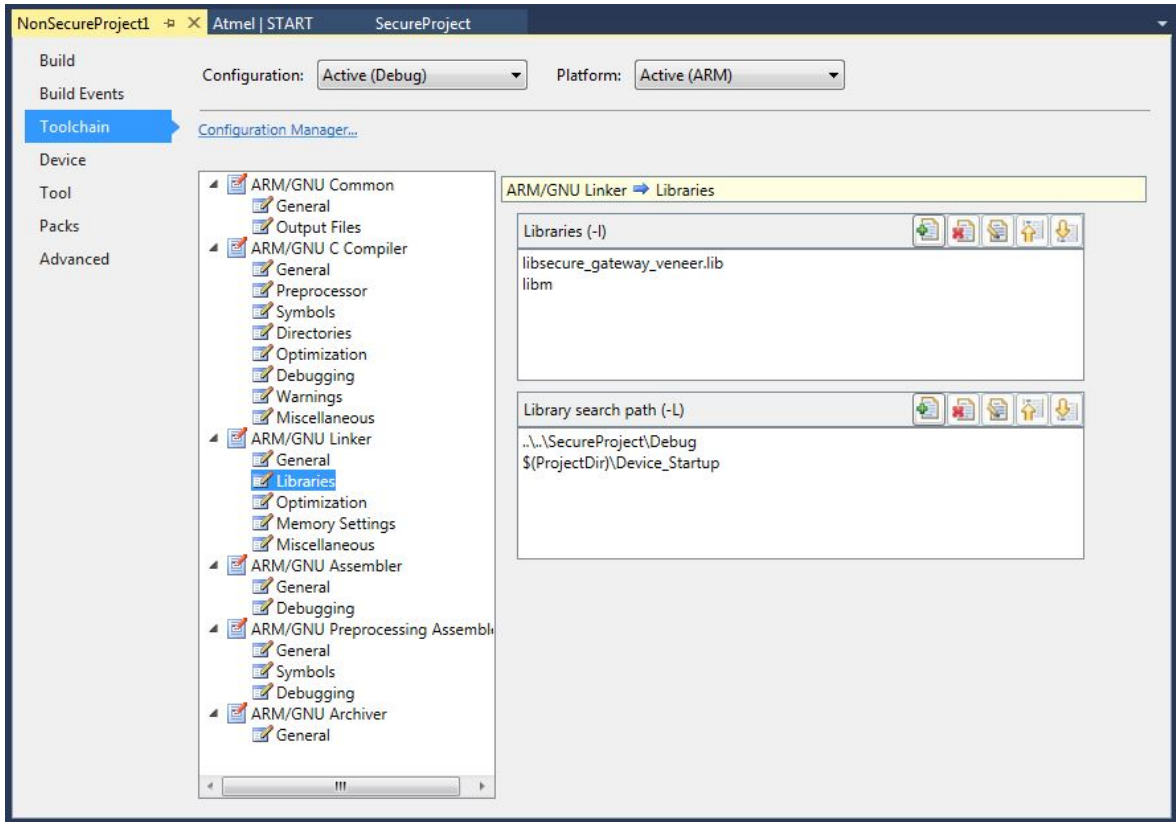 NonSecureProject1 Atmel | START SecureProject
Build
Build Events
Toolchain
Device
Tool
Packs
Advanced
Configuration: Active (Debug) Platform: Active (ARM)
Configuration Manager...
ARM/GNU Common
General
Output Files
ARM/GNU C Compiler
General
Preprocessor
Symbols
Directories
Optimization
Debugging
Warnings
Miscellaneous
ARM/GNU Linker
General
Libraries
Optimization
Memory Settings
Miscellaneous
ARM/GNU Assembler
General
Debugging
ARM/GNU Preprocessing Assembl
General
Symbols
Debugging
ARM/GNU Archiver
General
ARM/GNU Linker Libraries
Libraries (-l)
libsecure_gateway_veneer.lib
libm
Library search path (-L)
..\..\SecureProject\Debug
$(ProjectDir)\Device_Startup